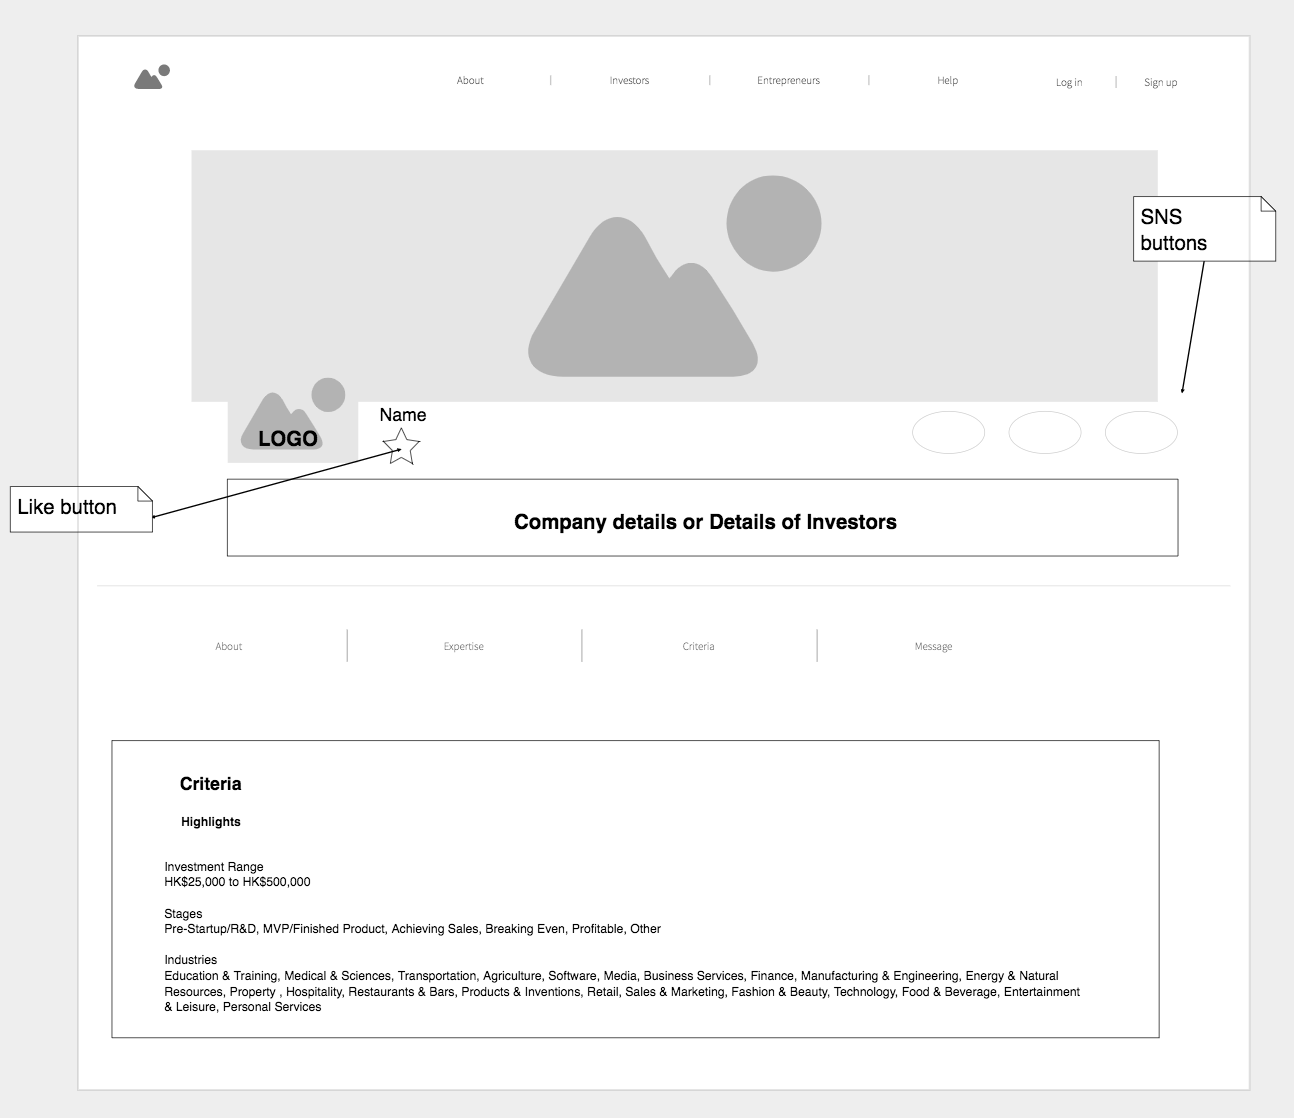 About
Investors
Entrepreneurs
Help
Log in
Sign up
SNS
buttons
Name
LOGO
Like button
Company details or Details of Investors
About
Expertise
Criteria
Message
Criteria
Highlights
Investment Range
HK$25,000 to HK$500,000
Stages
Pre-Startup/R&D, MVP/Finished Product, Achieving Sales, Breaking Even, Profitable, Other
Industries
Education & Training, Medical & Sciences, Transportation, Agriculture, Software, Media, Business Services, Finance, Manufacturing & Engineering, Energy & Natural
Resources, Property , Hospitality, Restaurants & Bars, Products & Inventions, Retail, Sales & Marketing, Fashion & Beauty, Technology, Food & Beverage, Entertainment
& Leisure, Personal Services